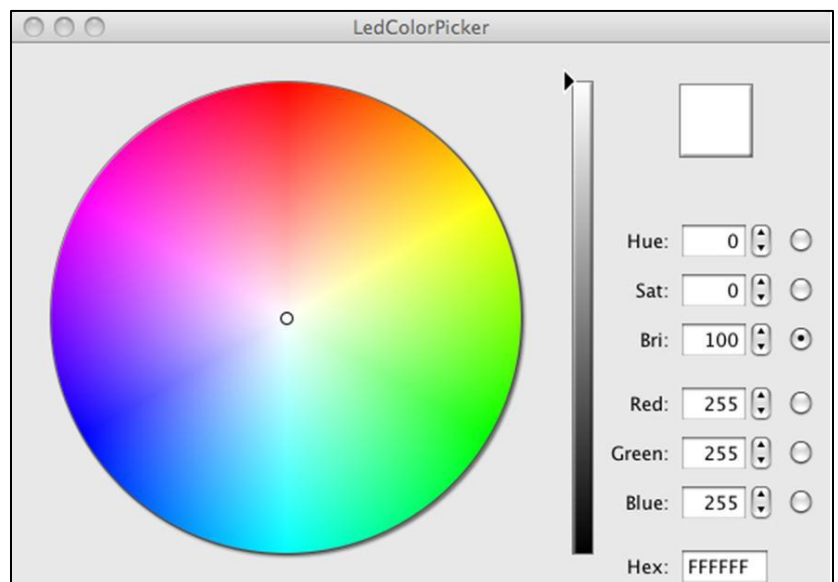 LedColorPicker
Hue: 0
Sat: 0
Bri: 100
Red: 255
Green: 255
Blue: 255
Hex: FFFFFF